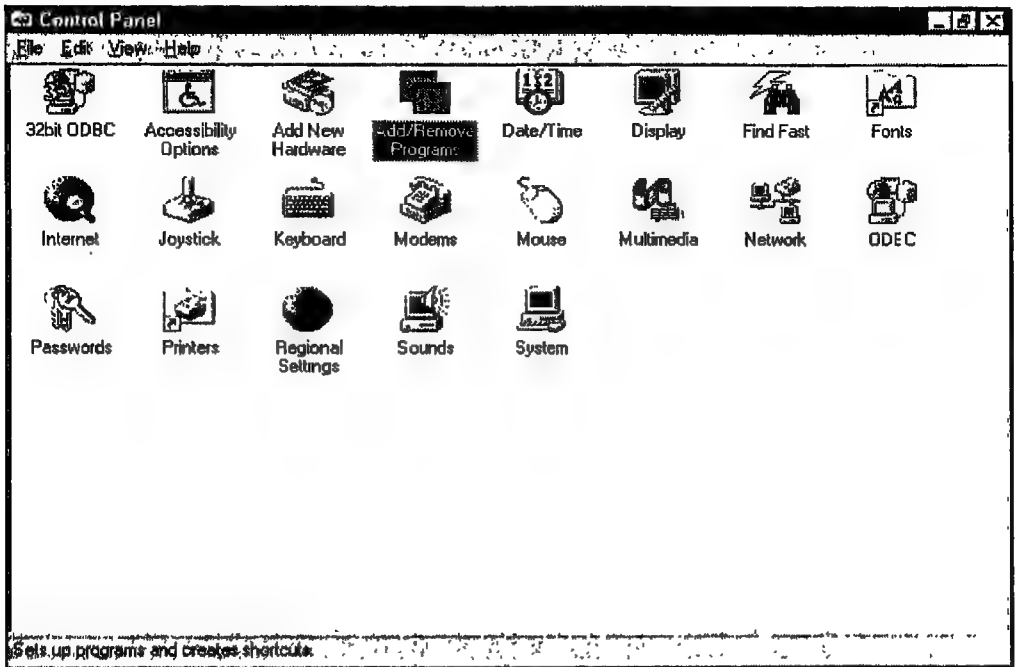 Control Panel
File Edit View Help
32bit ODBC
Accessibility Options
Add New Hardware
Add/Remove Programs
Date/Time
Display
Find Fast
Fonts
Internet
Joystick
Keyboard
Modems
Mouse
Multimedia
Network
ODEC
Passwords
Printers
Regional Settings
Sounds
System
Sets up programs and creates shortcuts.